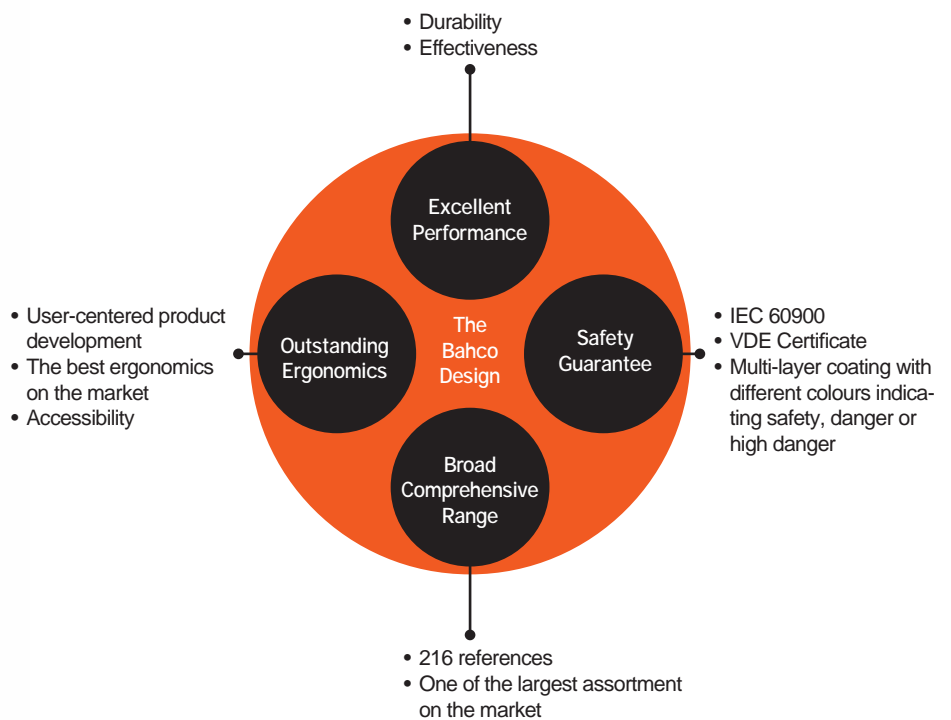 • Durability
• Effectiveness
Excellent
Performance
• User-centered product
development
• The best ergonomics
on the market
• Accessibility
Outstanding
Ergonomics
The
Bahco
Design
Safety
Guarantee
• IEC 60900
• VDE Certificate
• Multi-layer coating with
different colours indica-
ting safety, danger or
high danger
Broad
Comprehensive
Range
• 216 references
• One of the largest assortment
on the market